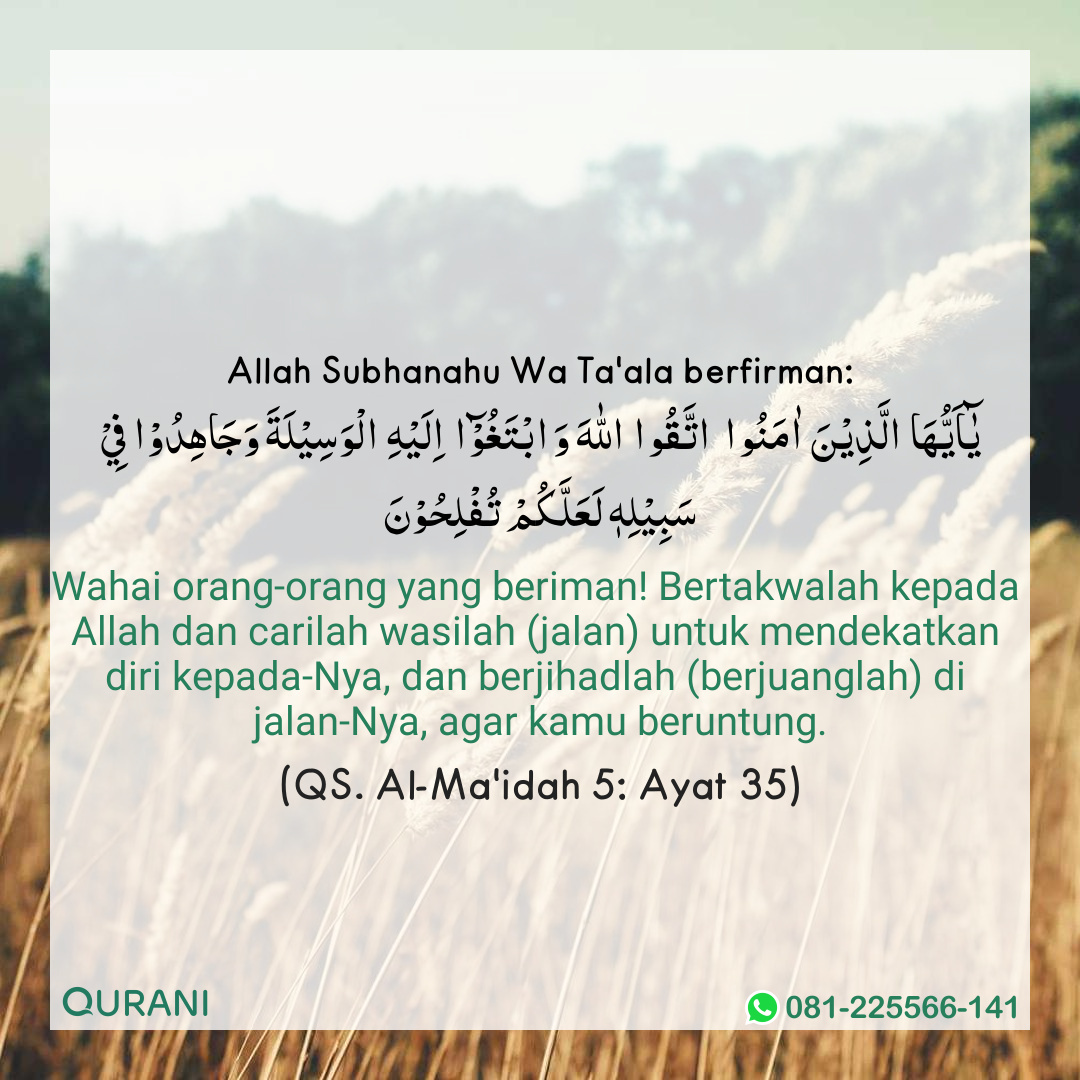 Allah Subhanahu Wa Ta'ala berfirman:
يٰۤاَيُّهَا الَّذِيْنَ اٰمَنُوا اتَّقُوا اللّٰهَ وَ ابْتَغُوْۤا اِلَيْهِ الْوَسِيْلَةَ وَجَاهِدُوْا فِيْ
سَبِيْلِهٖ لَعَلَّكُمْ تُفْلِحُوْنَ
Wahai orang-orang yang beriman! Bertakwalah kepada
Allah dan carilah wasilah (jalan) untuk mendekatkan
diri kepada-Nya, dan berjihadlah (berjuanglah) di
jalan-Nya, agar kamu beruntung.
(QS. Al-Ma'idah 5: Ayat 35)
QURANI
081-225566-141